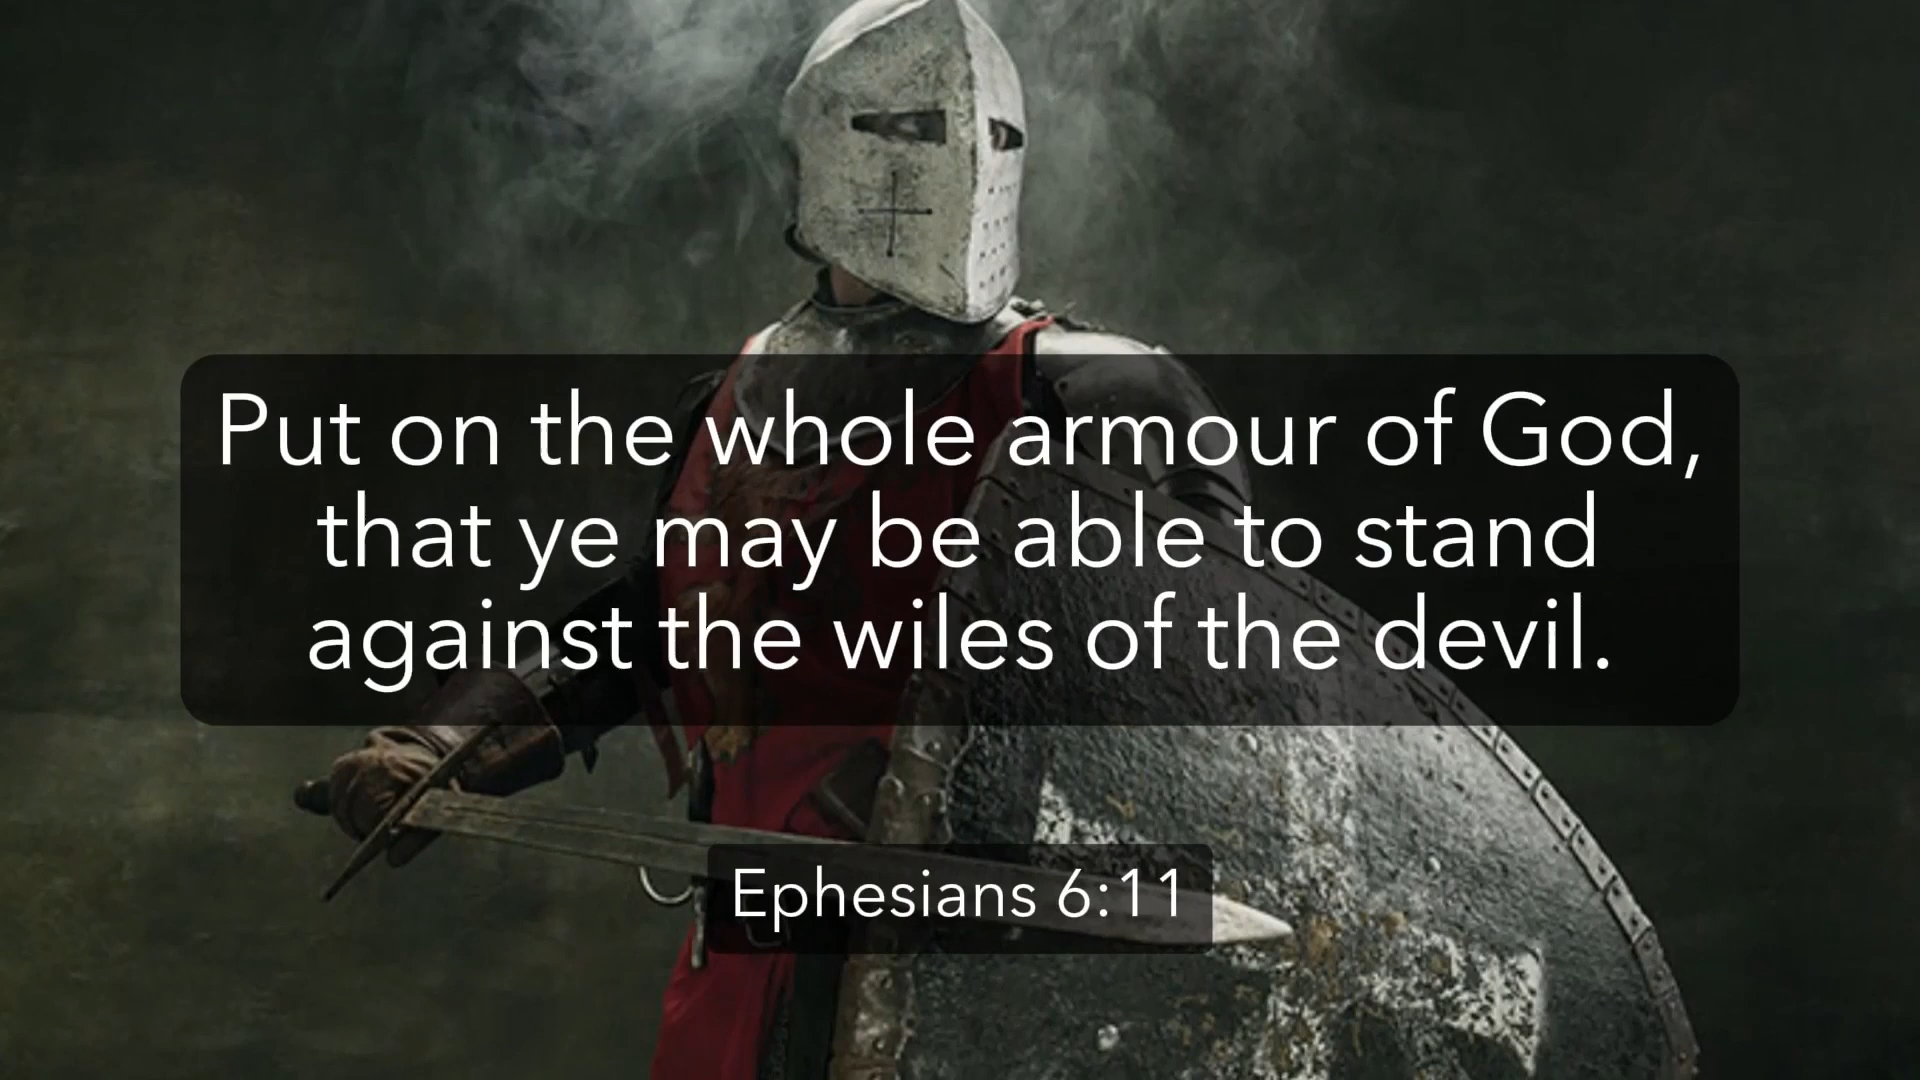 Put on the whole armour of God,
that ye may be able to stand
against the wiles of the devil.
Ephesians 6:11